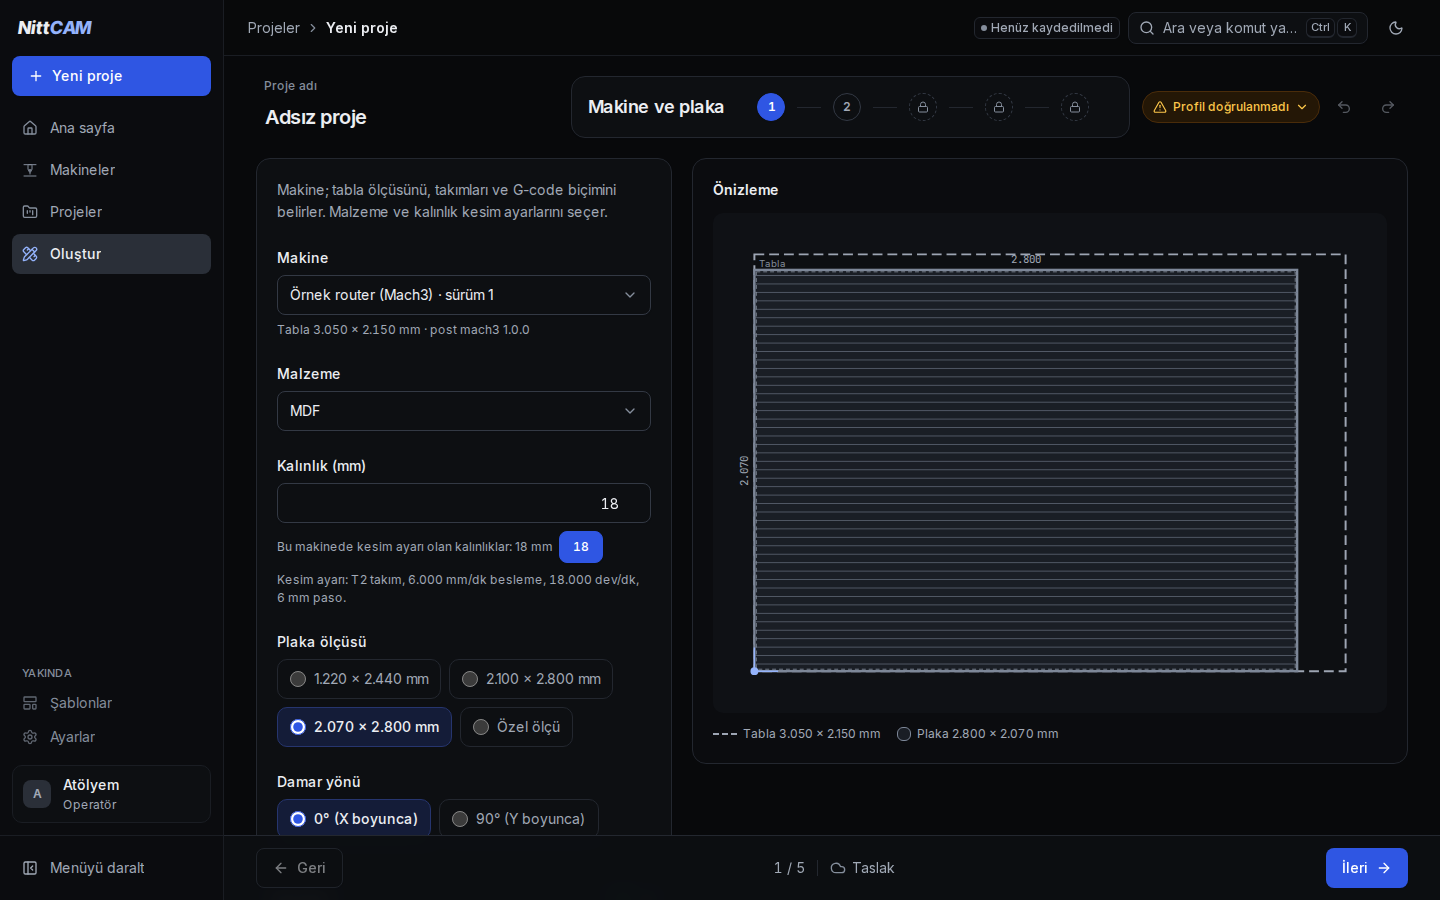 NittCAM
Yeni proje
Ana sayfa
Makineler
Projeler
Oluştur
YAKINDA
Şablonlar
Ayarlar
A
Atölyem
Operatör
Menüyü daralt
Projeler > Yeni proje
Henüz kaydedilmedi
Ara veya komut ya...
Ctrl K
Proje adı
Adsız proje
Makine ve plaka
1
2
Profil doğrulanmadı
Makine; tabla ölçüsünü, takımları ve G-code biçimini
belirler. Malzeme ve kalınlık kesim ayarlarını seçer.
Makine
Örnek router (Mach3) · sürüm 1
Tabla 3.050 × 2.150 mm · post mach3 1.0.0
Malzeme
MDF
Kalınlık (mm)
18
Bu makinede kesim ayarı olan kalınlıklar: 18 mm 18
Kesim ayarı: T2 takım, 6.000 mm/dk besleme, 18.000 dev/dk,
6 mm paso.
Plaka ölçüsü
1.220 × 2.440 mm
2.100 × 2.800 mm
2.070 × 2.800 mm
Özel ölçü
Damar yönü
0° (X boyunca)
90° (Y boyunca)
Önizleme
Tabla
2.800
2.070
Tabla 3.050 × 2.150 mm
Plaka 2.800 × 2.070 mm
Geri
1 / 5
Taslak
İleri